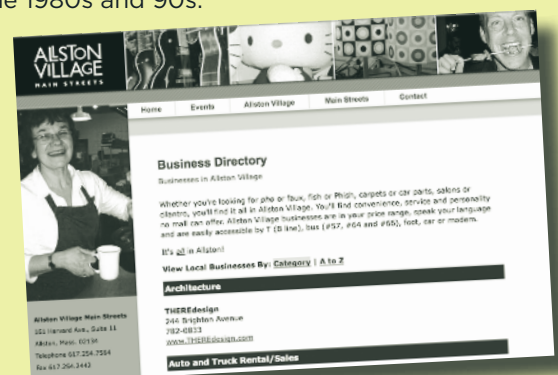 e 1980s and 90s.
ALLSTON
VILLAGE
MAIN STREETS
Home Events Allston Village Main Streets Contact
Business Directory
Businesses in Allston Village
Whether you're looking for pho or faux, fish or Phish, carpets or car parts, salons or
cilantro, you'll find it all in Allston Village. You'll find convenience, service and personality
no mall can offer. Allston Village businesses are in your price range, speak your language
and are easily accessible by T (B line), bus (#57, #64 and #66), foot, car or modem.
It's all in Allston!
View Local Businesses By: Category | A to Z
Architecture
THEREdesign
244 Brighton Avenue
782-0833
www.THEREdesign.com
Auto and Truck Rental/Sales
Allston Village Main Streets
161 Harvard Ave., Suite 11
Allston, Mass. 02134
Telephone 617.254.7564
Fax 617.254.2442